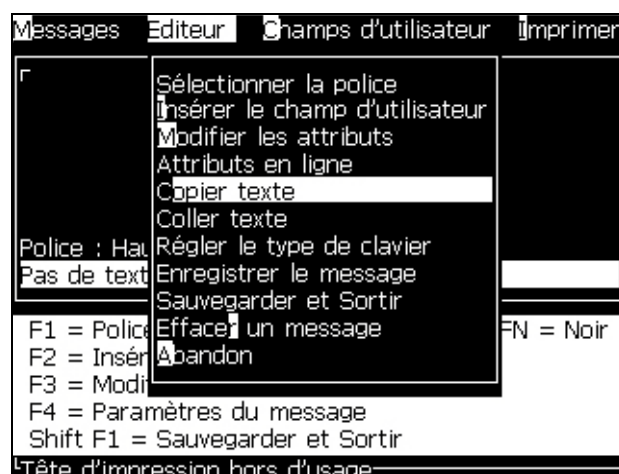 Messages Editeur Champs d'utilisateur Imprimer
Sélectionner la police
Insérer le champ d'utilisateur
Modifier les attributs
Attributs en ligne
Copier texte
Coller texte
Régler le type de clavier
Enregistrer le message
Sauvegarder et Sortir
Effacer un message
Abandon
Police : Hau
Pas de text
F1 = Police FN = Noir
F2 = Insér
F3 = Modi
F4 = Paramètres du message
Shift F1 = Sauvegarder et Sortir
Tête d'impression hors d'usage